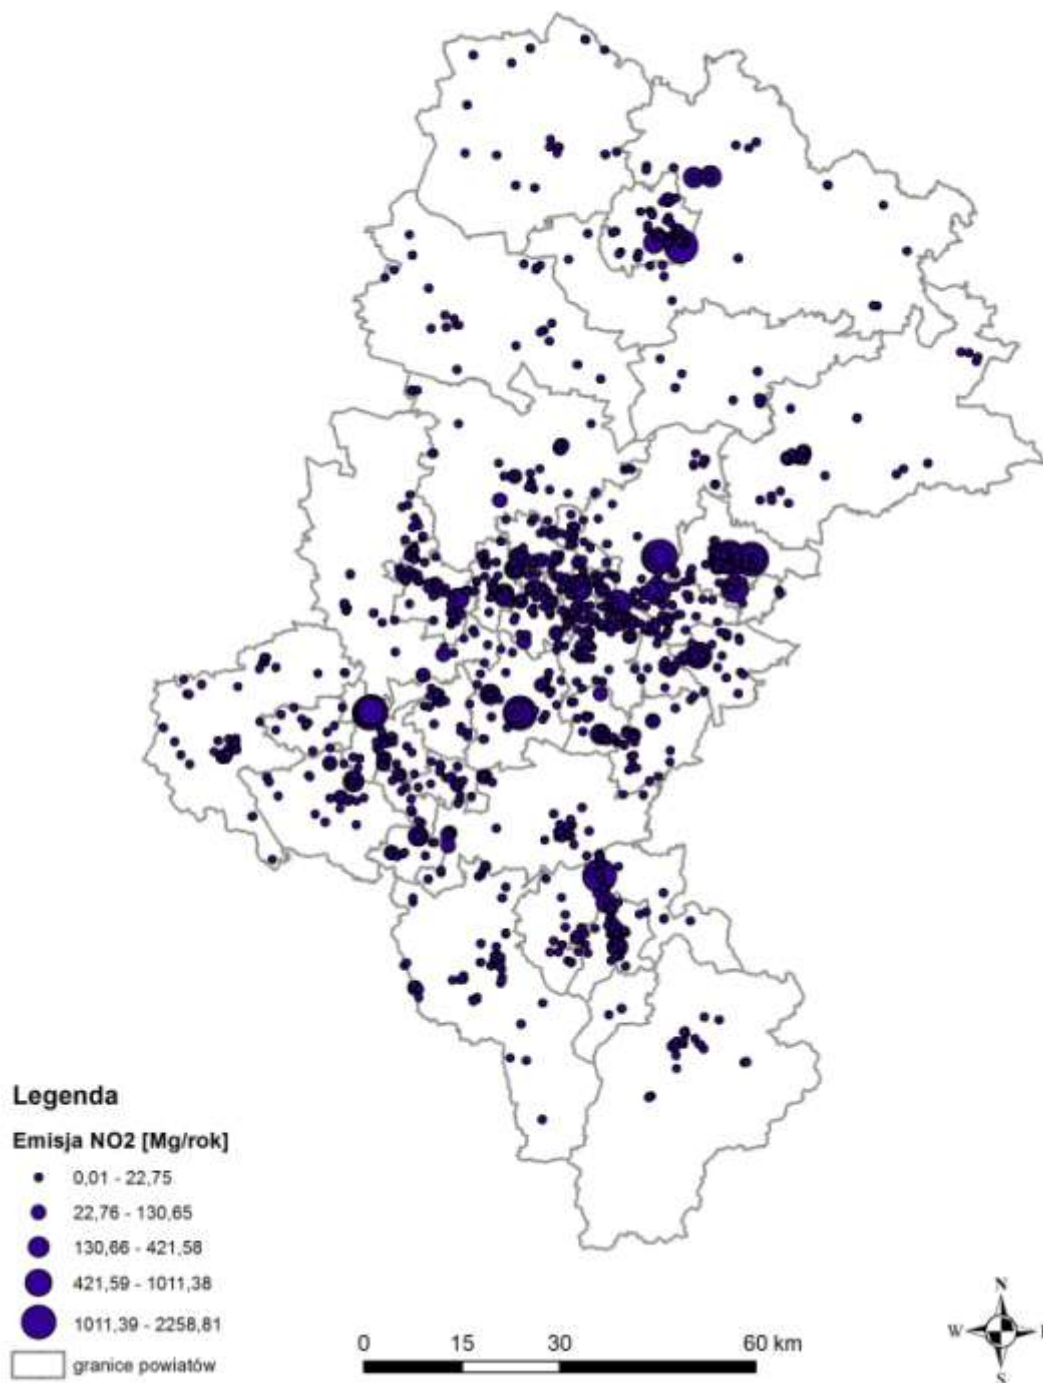 Legenda
Emisja NO2 [Mg/rok]
0,01 - 22,75
22,76 - 130,65
130,66 - 421,58
421,59 - 1011,38
1011,39 - 2258,81
granice powiatów
0 15 30 60 km
N
W
S